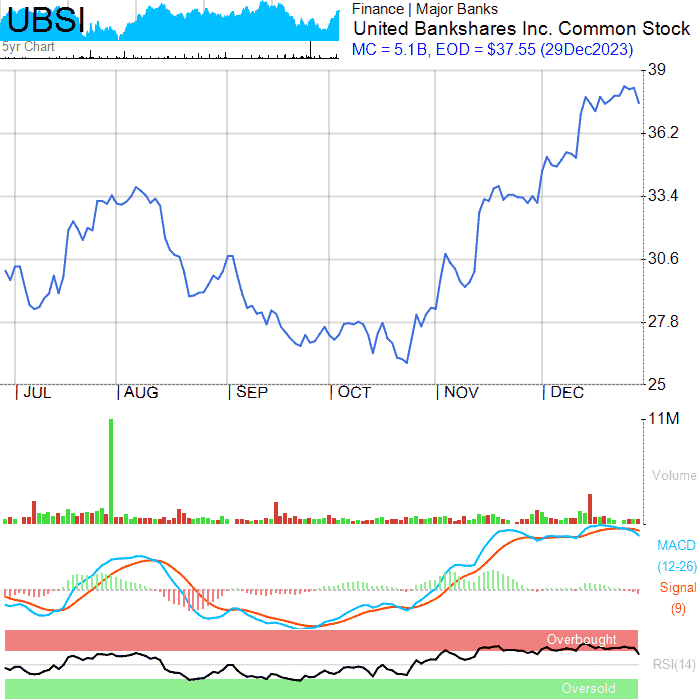 UBSI
5yr Chart
Finance | Major Banks
United Bankshares Inc. Common Stock
MC = 5.1B, EOD = $37.55 (29Dec2023)
39
36.2
33.4
30.6
27.8
25
JUL AUG SEP OCT NOV DEC
11M
Volume
MACD
(12-26)
Signal
(9)
Overbought
RSI(14)
Oversold